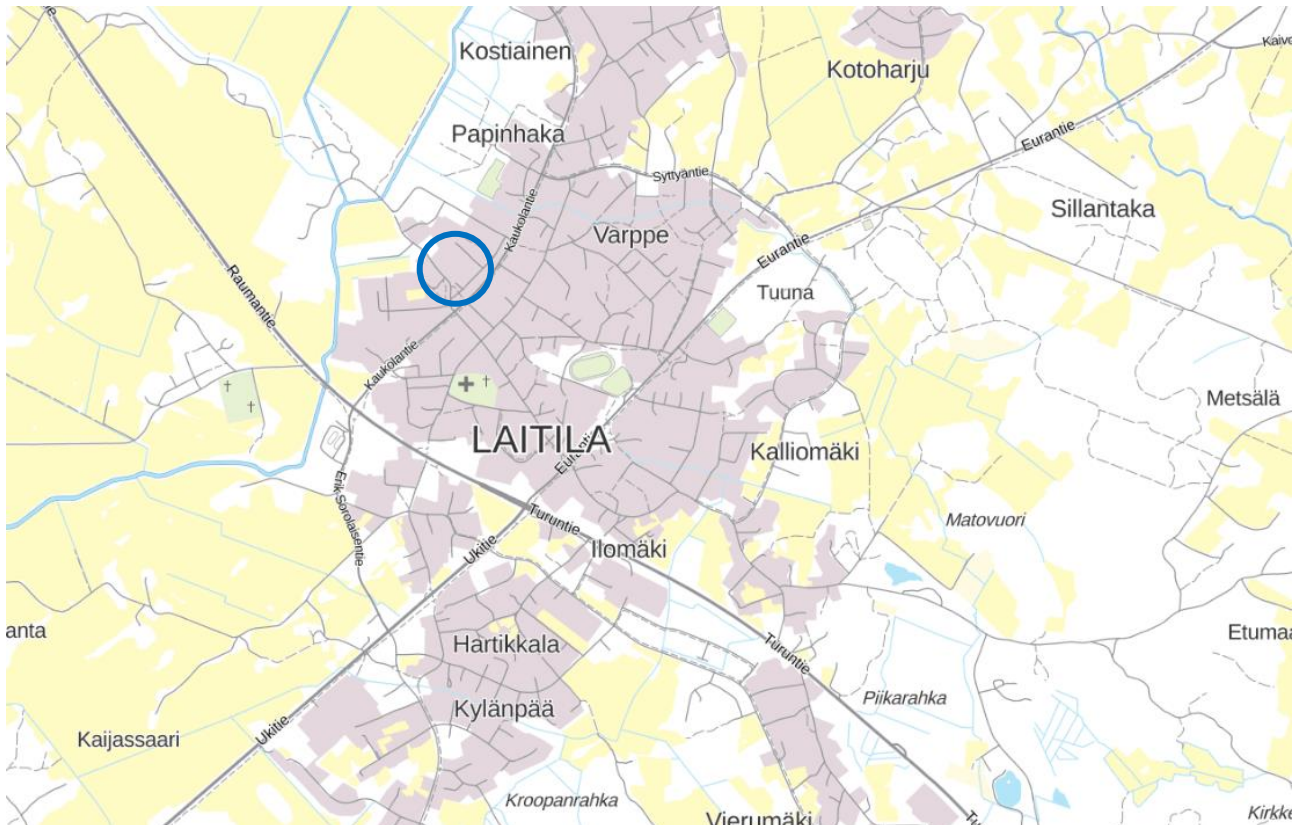 Kostiainen
Kotoharju
Kaive
Papinhaka
Eurantie
Syttyäntie
Kaukolantie
Sillantaka
Varppe
Eurantie
Raumantie
Tuuna
Kaukolantie
Metsälä
LAITILA
Eurantie
Kalliomäki
Erik Sorolaisentie
Turuntie
Matovuori
Ukitie
Ilomäki
anta
Hartikkala
Turuntie
Etumaa
Piikarahka
Kylänpää
Ukitie
Kaijassaari
Kroopanrahka
Vierumäki
Kirkke